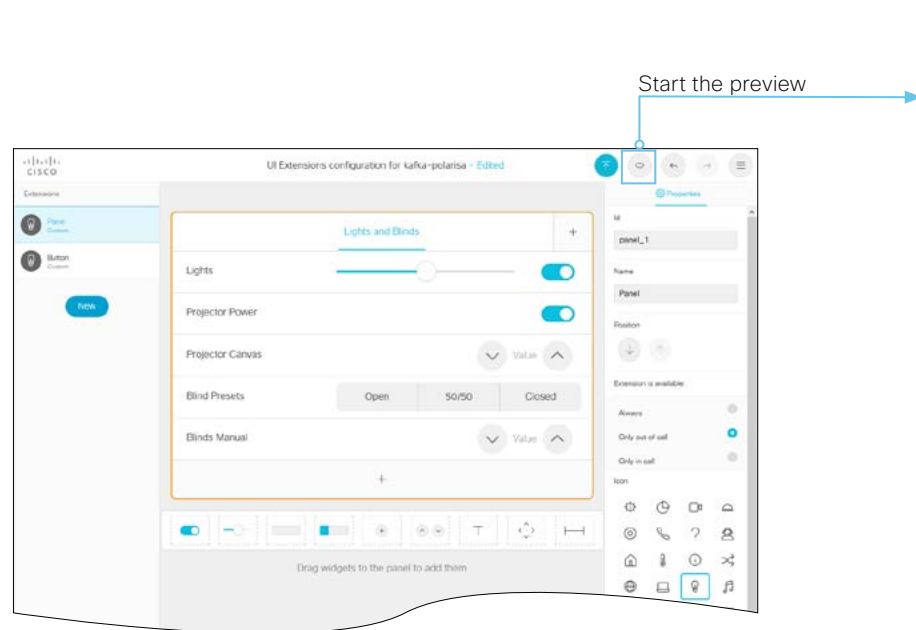 Start the preview
CISCO
UI Extensions configuration for kafka-polarisa - Edited
Extensions
Properties
Panel
Custom
Button
Custom
New
Lights and Blinds
+
Lights
Projector Power
Projector Canvas
Value
Blind Presets
Open
50/50
Closed
Blinds Manual
Value
+
Drag widgets to the panel to add them
Id
panel_1
Name
Panel
Position
Extension is available:
Always
Only out of call
Only in call
Icon